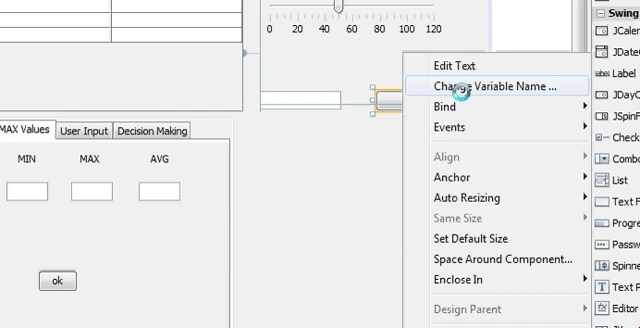 Swing
0 20 40 60 80 100 120
JCalen
JDate
label Label
JDayC
JSpinF
Check
Combo
List
Text F
Progre
Passw
Spinne
Text P
Editor
Edit Text
Change Variable Name ...
Bind
Events
Align
Anchor
Auto Resizing
Same Size
Set Default Size
Space Around Component...
Enclose In
Design Parent
MAX Values
User Input
Decision Making
MIN MAX AVG
ok